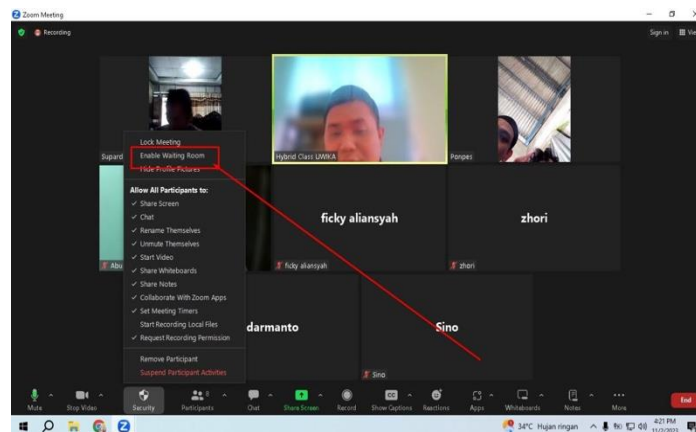 Zoom Meeting
Recording
Sign in
Supard
Hybrid Class UWIKA
Ponpes
Lock Meeting
Enable Waiting Room
Hide Profile Pictures
Allow All Participants to:
✓ Share Screen
✓ Chat
✓ Rename Themselves
✓ Unmute Themselves
✓ Start Video
✓ Share Whiteboards
✓ Share Notes
✓ Collaborate With Zoom Apps
✓ Set Meeting Timers
Start Recording Local Files
✓ Request Recording Permission
Remove Participant
Suspend Participant Activities
Abu
ficky aliansyah
ficky aliansyah
zhori
zhori
darmanto
Sino
Sino
Mute
Stop Video
Security
Participants
Chat
Share Screen
Record
Show Captions
Reactions
Apps
Whiteboards
Notes
More
End
34°C Hujan ringan
4:21 PM